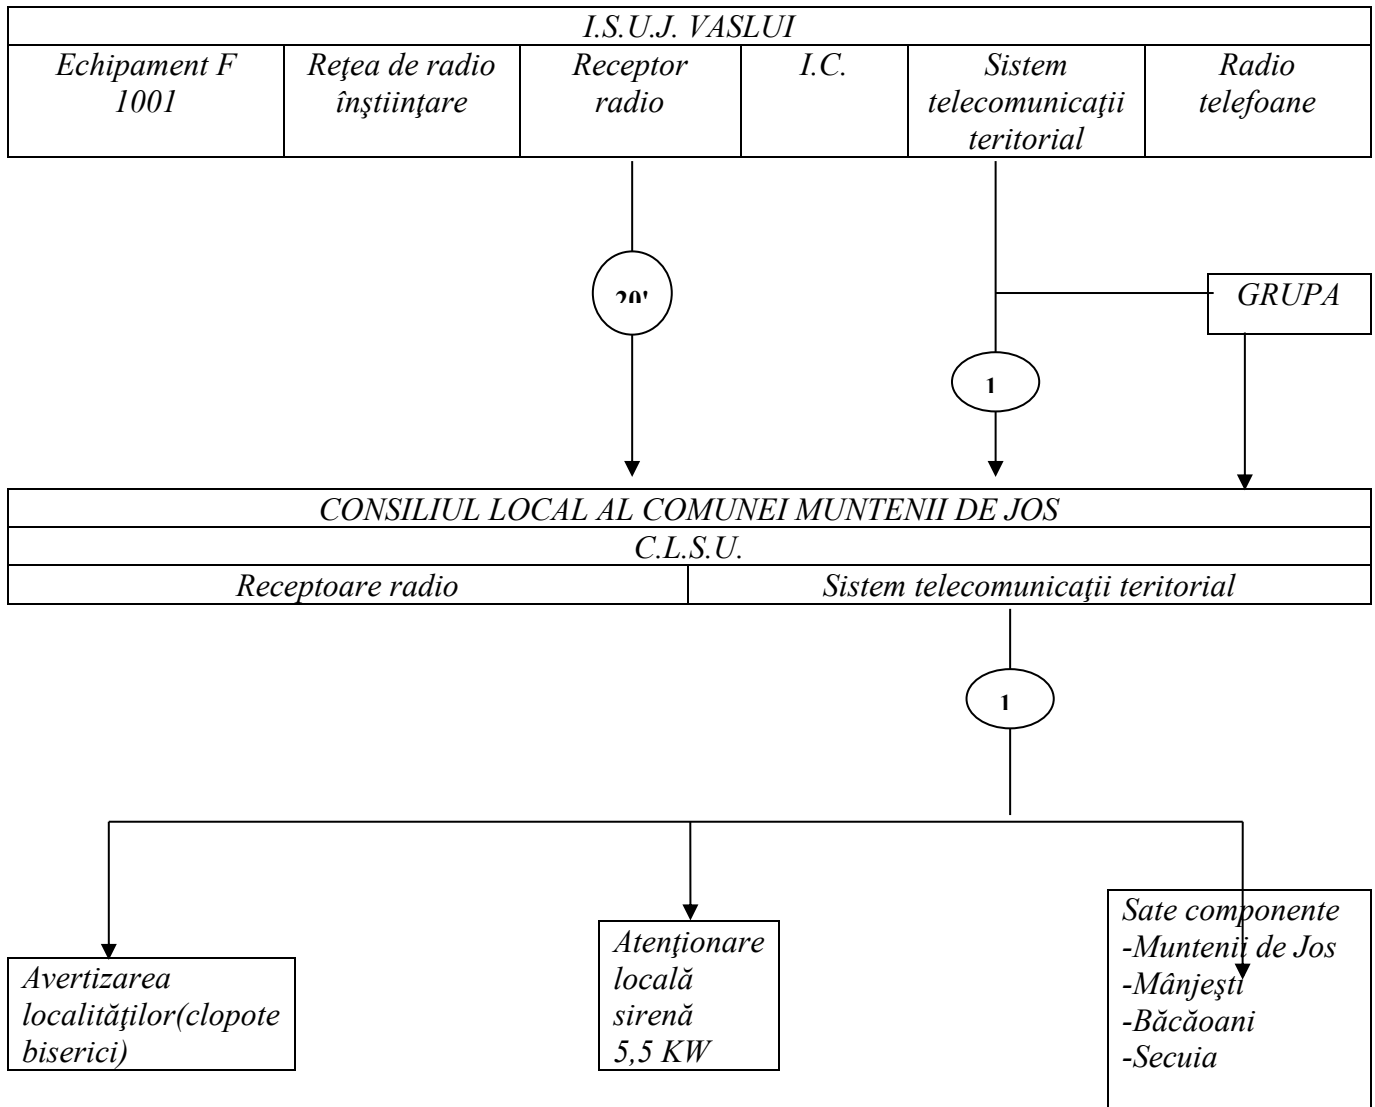 I.S.U.J. VASLUI
Echipament F
1001
Reţea de radio
înştiinţare
Receptor
radio
I.C.
Sistem
telecomunicaţii
teritorial
Radio
telefoane
20'
GRUPA
1
CONSILIUL LOCAL AL COMUNEI MUNTENII DE JOS
C.L.S.U.
Receptoare radio
Sistem telecomunicaţii teritorial
1
Avertizarea
localităţilor(clopote
biserici)
Atenţionare
locală
sirenă
5,5 KW
Sate componente
-Muntenii de Jos
-Mânjeşti
-Băcăoani
-Secuia